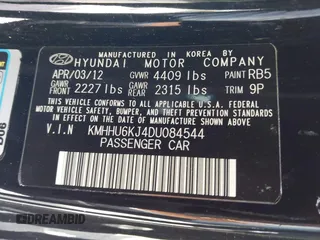 MANUFACTURED IN KOREA BY
HYUNDAI MOTOR COMPANY
APR/03/12 GVWR 4409 lbs PAINT RB5
GAWR FRONT 2227 lbs GAWR REAR 2315 lbs TRIM 9P
THIS VEHICLE CONFORMS TO ALL APPLICABLE U.S.
FEDERAL MOTOR VEHICLE SAFETY, BUMPER, AND
THEFT PREVENTION STANDARDS IN EFFECT ON THE
DATE OF MANUFACTURE SHOWN ABOVE.
V.I.N KMHHU6KJ4DU084544
PASSENGER CAR
DREAMBID